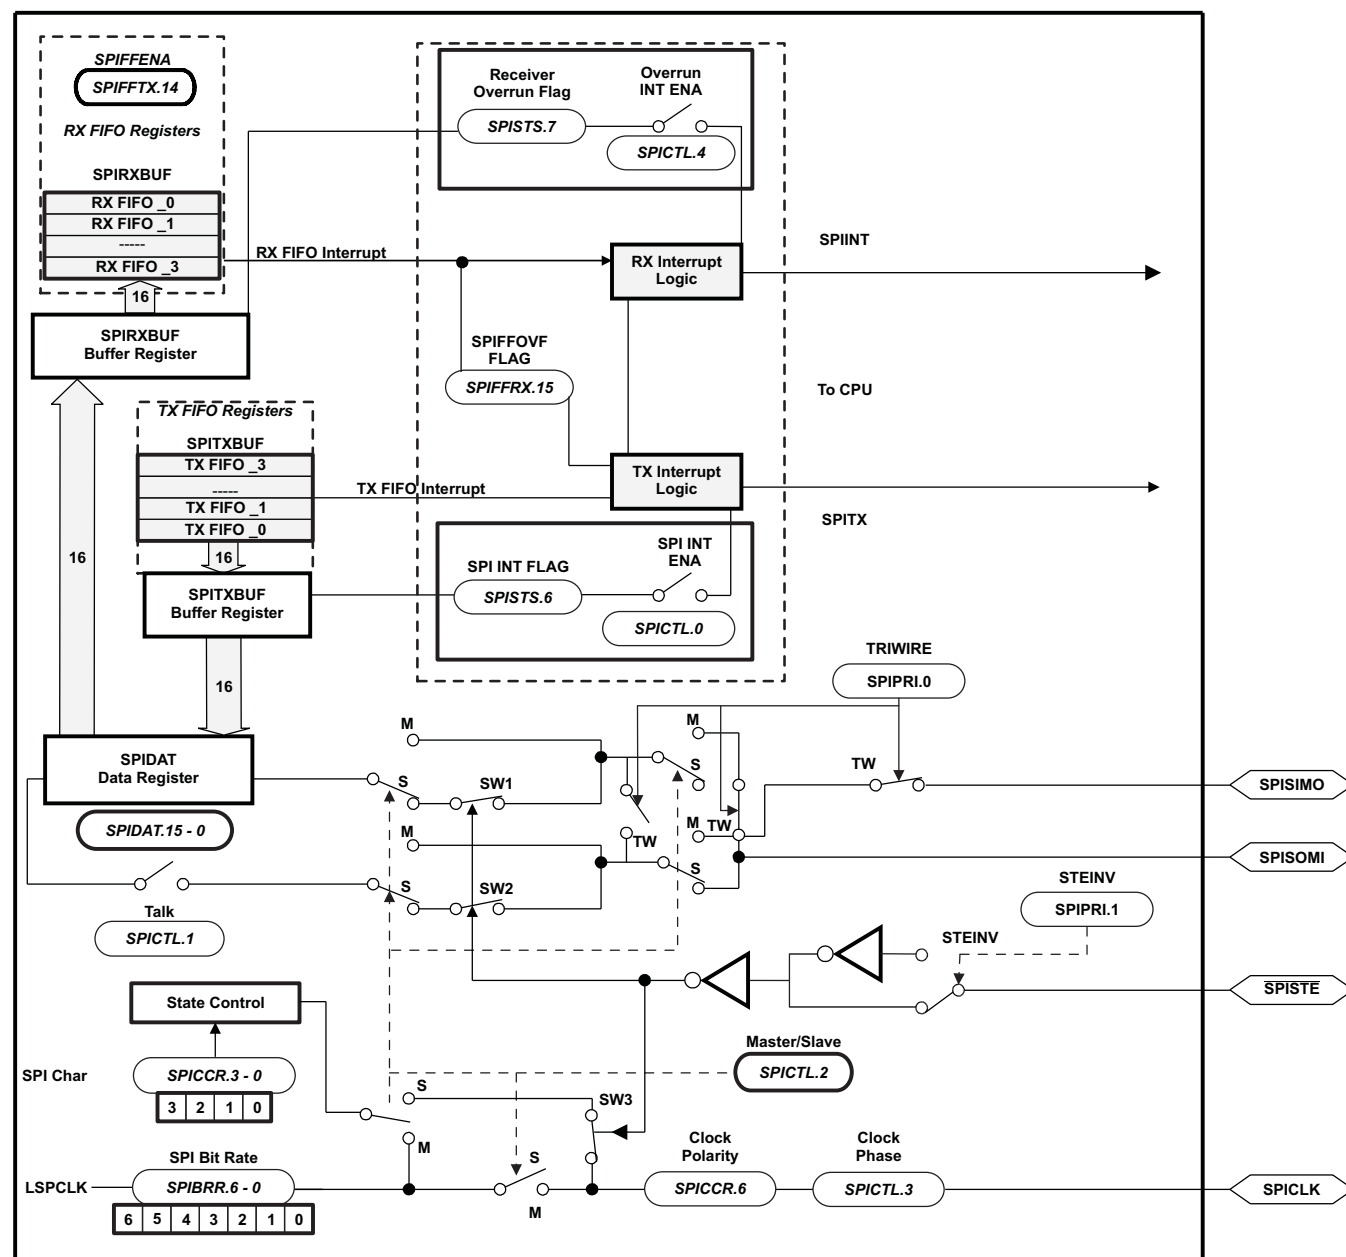 SPIFFENA
SPIFFTX.14
RX FIFO Registers
SPIRXBUF
RX FIFO _0
RX FIFO _1
-----
RX FIFO _3
16
SPIRXBUF
Buffer Register
RX FIFO Interrupt
Receiver
Overrun Flag
SPISTS.7
Overrun
INT ENA
SPICTL.4
RX Interrupt
Logic
SPIINT
SPIFFOVF
FLAG
SPIFFRX.15
To CPU
TX FIFO Registers
SPITXBUF
TX FIFO _3
-----
TX FIFO _1
TX FIFO _0
16
16
TX FIFO Interrupt
TX Interrupt
Logic
SPITX
SPITXBUF
Buffer Register
SPI INT FLAG
SPISTS.6
SPI INT
ENA
SPICTL.0
16
TRIWIRE
SPIPRI.0
SPIDAT
Data Register
SPIDAT.15 - 0
M
S
SW1
M
S
TW
TW
SPISIMO
M
S
SW2
TW
M
S
SPISOMI
Talk
SPICTL.1
STEINV
SPIPRI.1
STEINV
SPISTE
State Control
Master/Slave
SPICTL.2
SPI Char
SPICCR.3 - 0
3 2 1 0
S
M
SW3
SPI Bit Rate
LSPCLK
SPIBRR.6 - 0
6 5 4 3 2 1 0
S
M
Clock
Polarity
SPICCR.6
Clock
Phase
SPICTL.3
SPICLK